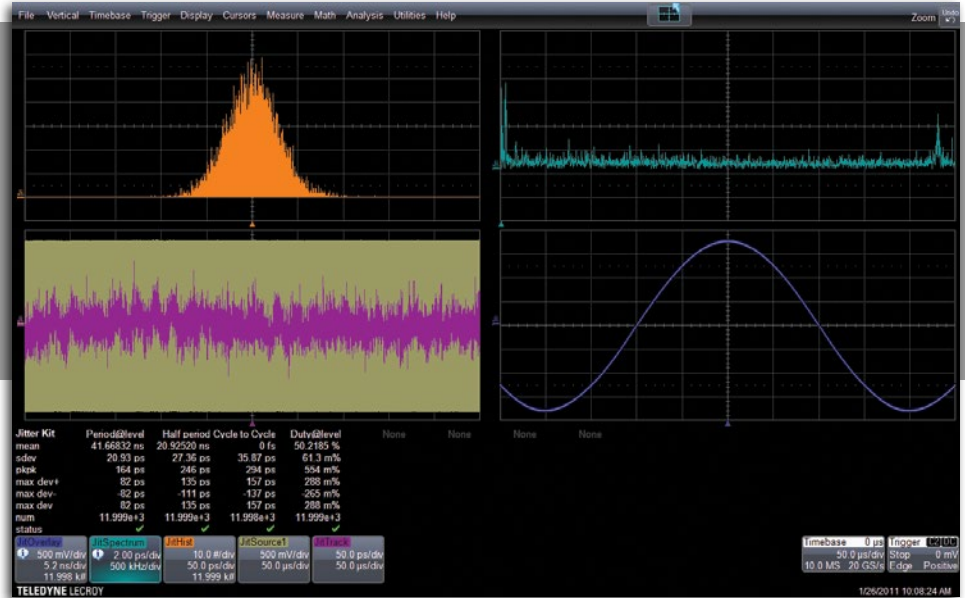 File Vertical Timebase Trigger Display Cursors Measure Math Analysis Utilities Help
Zoom Undo
Jitter Kit Period@level Half period Cycle to Cycle Duty@level None None None None
mean 41.66832 ns 20.92520 ns 0 fs 50.2185 %
sdev 20.93 ps 27.36 ps 35.87 ps 61.3 m%
pkpk 164 ps 246 ps 294 ps 554 m%
max dev+ 82 ps 135 ps 157 ps 288 m%
max dev- -82 ps -111 ps -137 ps -265 m%
max dev 82 ps 135 ps 157 ps 288 m%
num 11.999e+3 11.999e+3 11.998e+3 11.999e+3
status
JitOverlay JitSpectrum JitHist JitSource1 JitTrack Timebase 0 µs Trigger C2 DC
500 mV/div 2.00 ps/div 10.0 #/div 500 mV/div 50.0 ps/div 50.0 µs/div Stop 0 mV
5.2 ns/div 500 kHz/div 50.0 ps/div 50.0 µs/div 50.0 µs/div 10.0 MS 20 GS/s Edge Positive
11.998 k# 11.999 k#
TELEDYNE LECROY 1/26/2011 10:08:24 AM